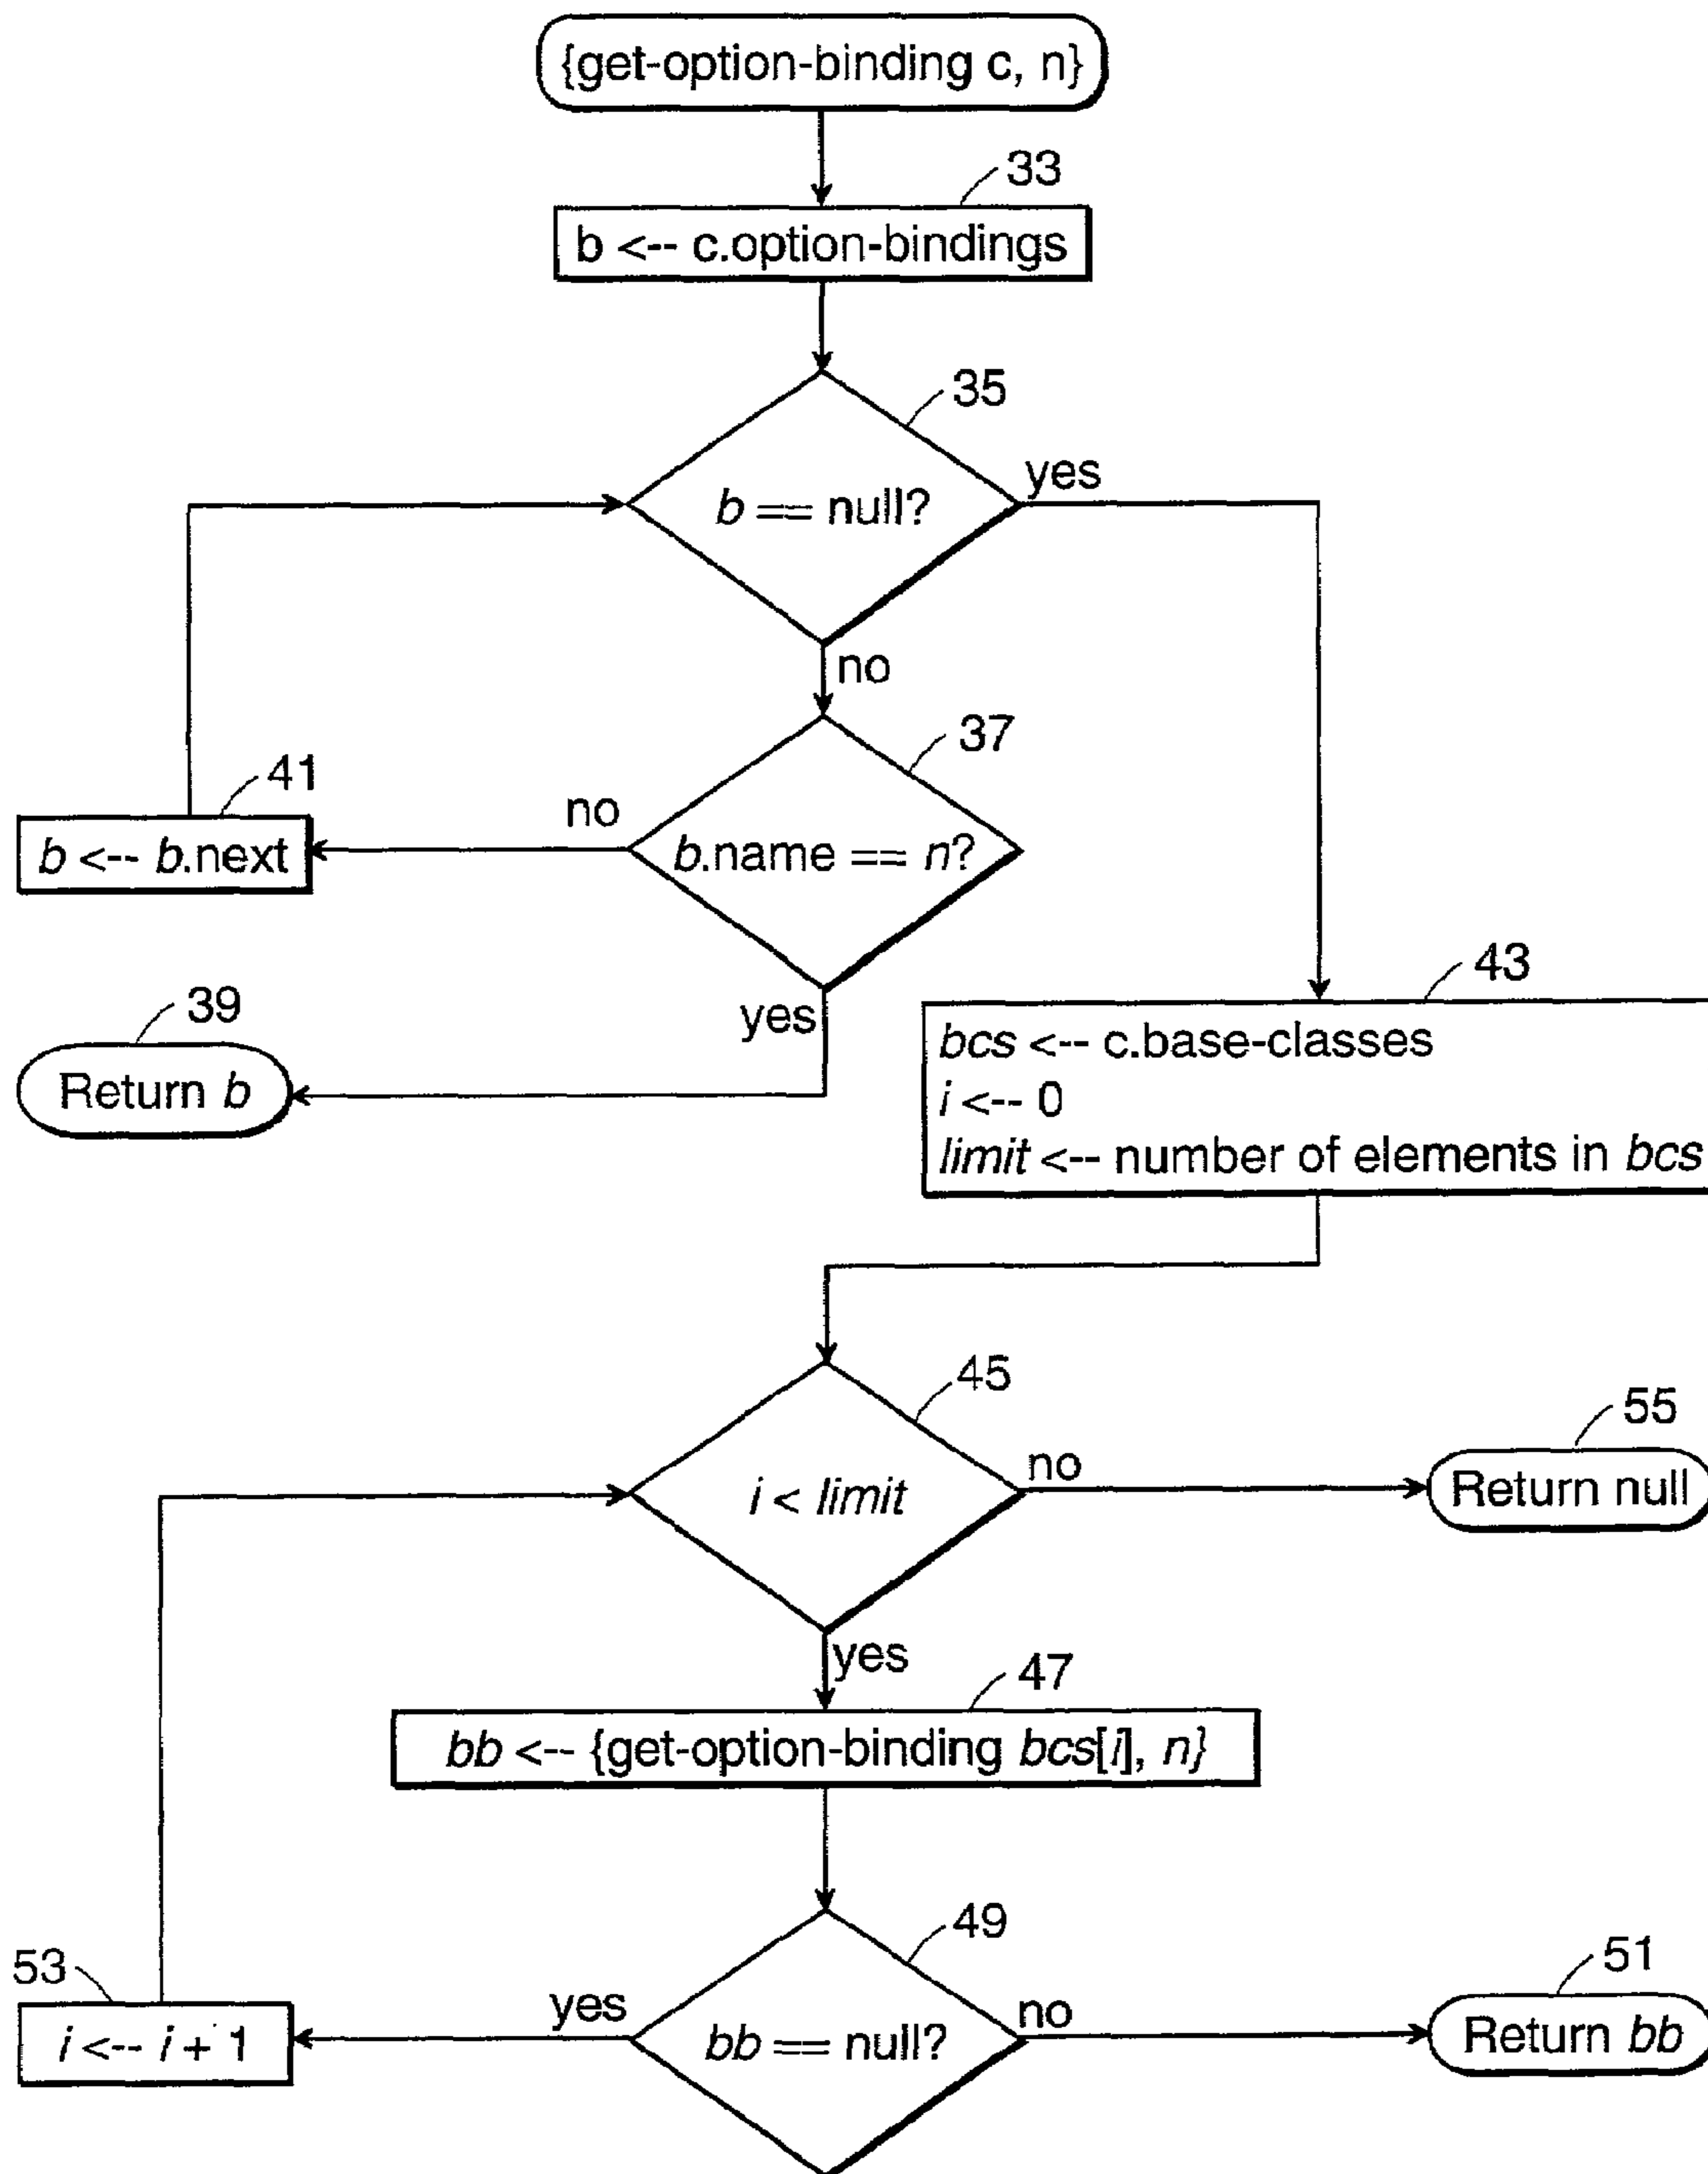 {get-option-binding c, n}
33
b <-- c.option-bindings
35
b == null?
yes
no
37
b.name == n?
no
41
b <-- b.next
yes
39
Return b
43
bcs <-- c.base-classes
i <-- 0
limit <-- number of elements in bcs
45
i < limit
no
55
Return null
yes
47
bb <-- {get-option-binding bcs[i], n}
49
bb == null?
yes
53
i <-- i + 1
no
51
Return bb